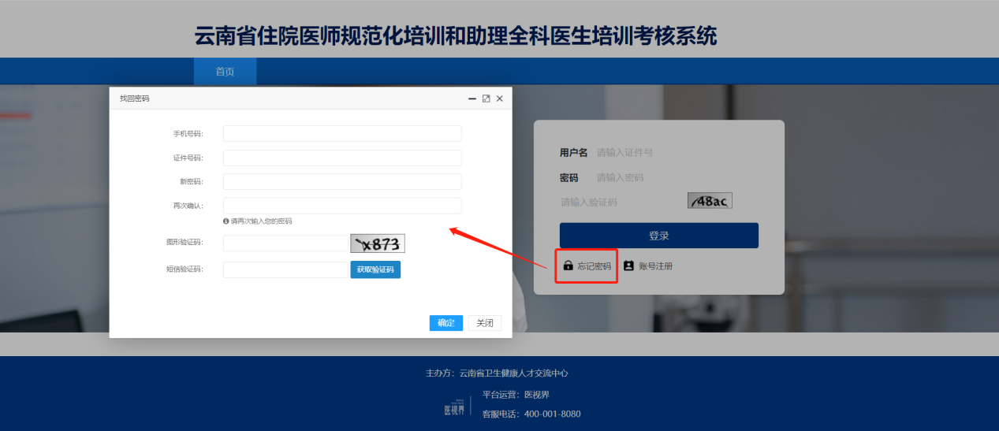 云南省住院医师规范化培训和助理全科医生培训考核系统
首页
找回密码
手机号码：
证件号码：
新密码：
再次确认：
请再次输入您的密码
图形验证码：
x873
短信验证码：
获取验证码
确定 关闭
用户名 请输入证件号
密码 请输入密码
请输入验证码 48ac
登录
忘记密码 账号注册
主办方：云南省卫生健康人才交流中心
医视界
平台运营：医视界
客服电话：400-001-8080